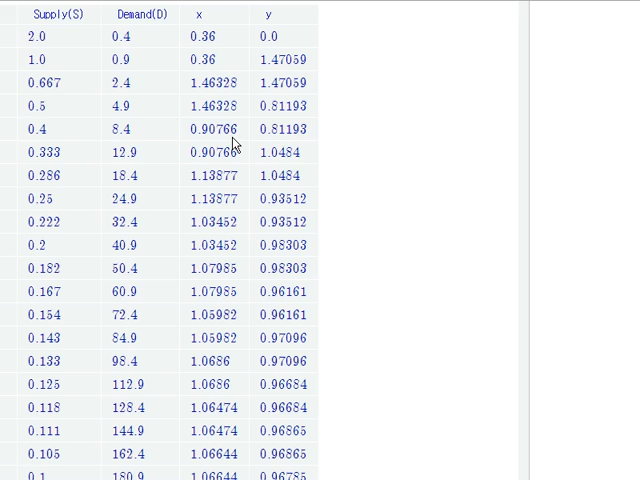 Supply(S) Demand(D) x y
2.0 0.4 0.36 0.0
1.0 0.9 0.36 1.47059
0.667 2.4 1.46328 1.47059
0.5 4.9 1.46328 0.81193
0.4 8.4 0.90766 0.81193
0.333 12.9 0.90766 1.0484
0.286 18.4 1.13877 1.0484
0.25 24.9 1.13877 0.93512
0.222 32.4 1.03452 0.93512
0.2 40.9 1.03452 0.98303
0.182 50.4 1.07985 0.98303
0.167 60.9 1.07985 0.96161
0.154 72.4 1.05982 0.96161
0.143 84.9 1.05982 0.97096
0.133 98.4 1.0686 0.97096
0.125 112.9 1.0686 0.96684
0.118 128.4 1.06474 0.96684
0.111 144.9 1.06474 0.96865
0.105 162.4 1.06644 0.96865
0.1 180.9 1.06644 0.96785